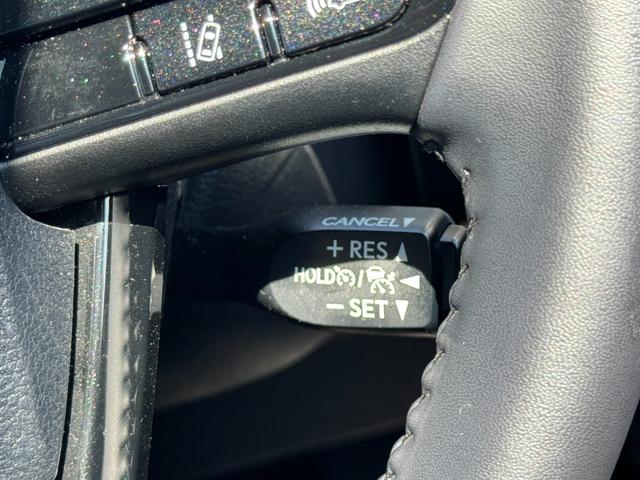 CANCEL▼
+ RES ▲
HOLD / ◀
− SET ▼